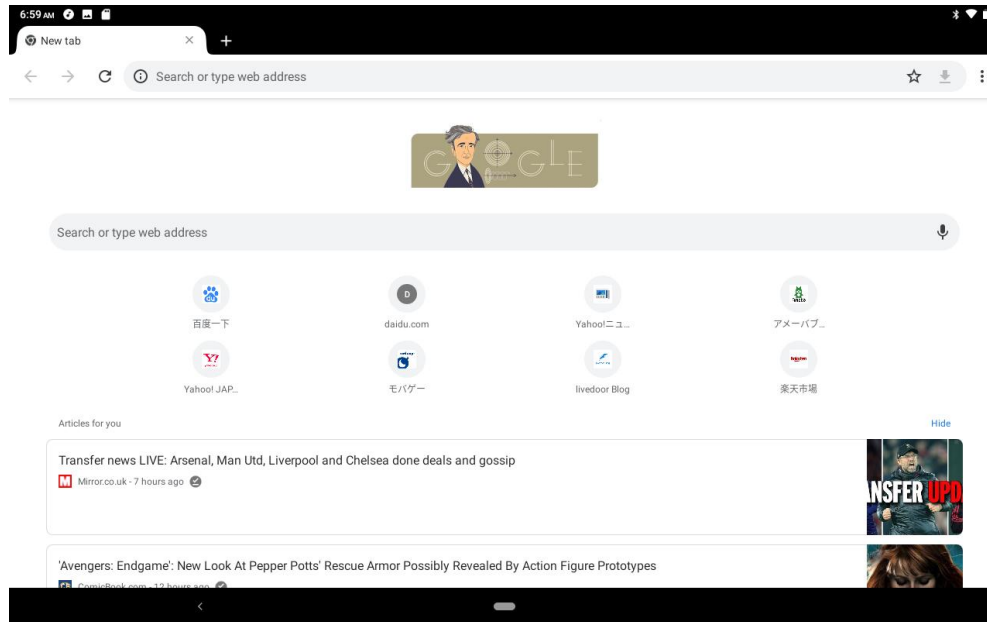 6:59 AM
New tab
Search or type web address
GOGLE
Search or type web address
百度一下
daidu.com
Yahoo!ニュ...
アメーバブ...
Yahoo! JAP...
モバゲー
livedoor Blog
楽天市場
Articles for you
Hide
Transfer news LIVE: Arsenal, Man Utd, Liverpool and Chelsea done deals and gossip
M Mirror.co.uk - 7 hours ago
ANSFER UPD
'Avengers: Endgame': New Look At Pepper Potts' Rescue Armor Possibly Revealed By Action Figure Prototypes
ComicBook.com - 12 hours ago